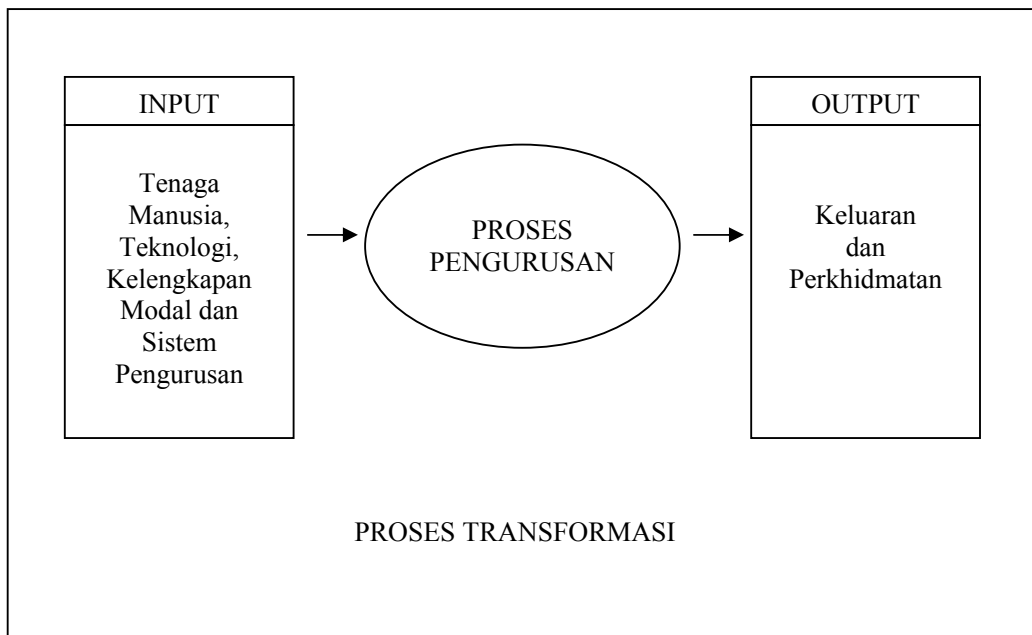 INPUT
Tenaga
Manusia,
Teknologi,
Kelengkapan
Modal dan
Sistem
Pengurusan
PROSES
PENGURUSAN
OUTPUT
Keluaran
dan
Perkhidmatan
PROSES TRANSFORMASI